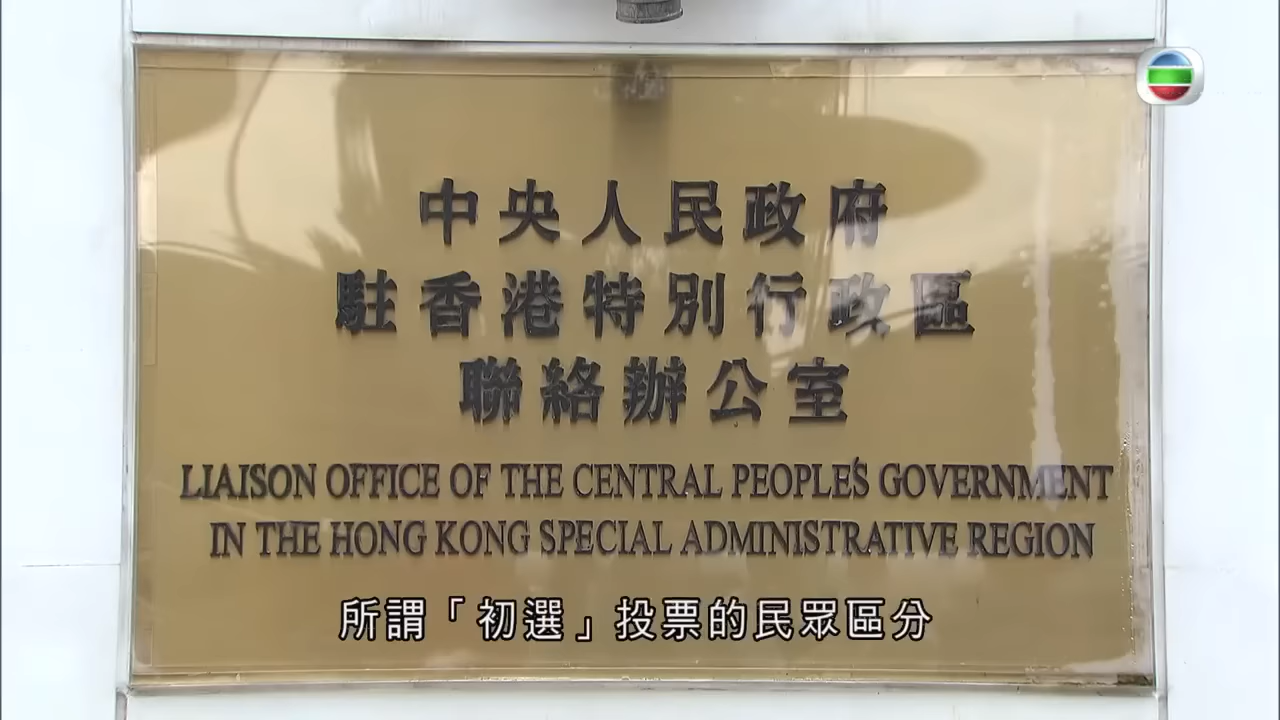 中央人民政府
駐香港特別行政區
聯絡辦公室
LIAISON OFFICE OF THE CENTRAL PEOPLE'S GOVERNMENT
IN THE HONG KONG SPECIAL ADMINISTRATIVE REGION
所謂「初選」投票的民眾區分